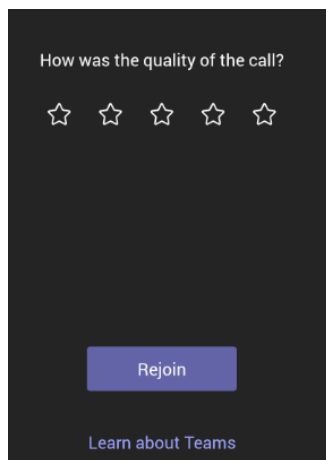 How was the quality of the call?
Rejoin
Learn about Teams